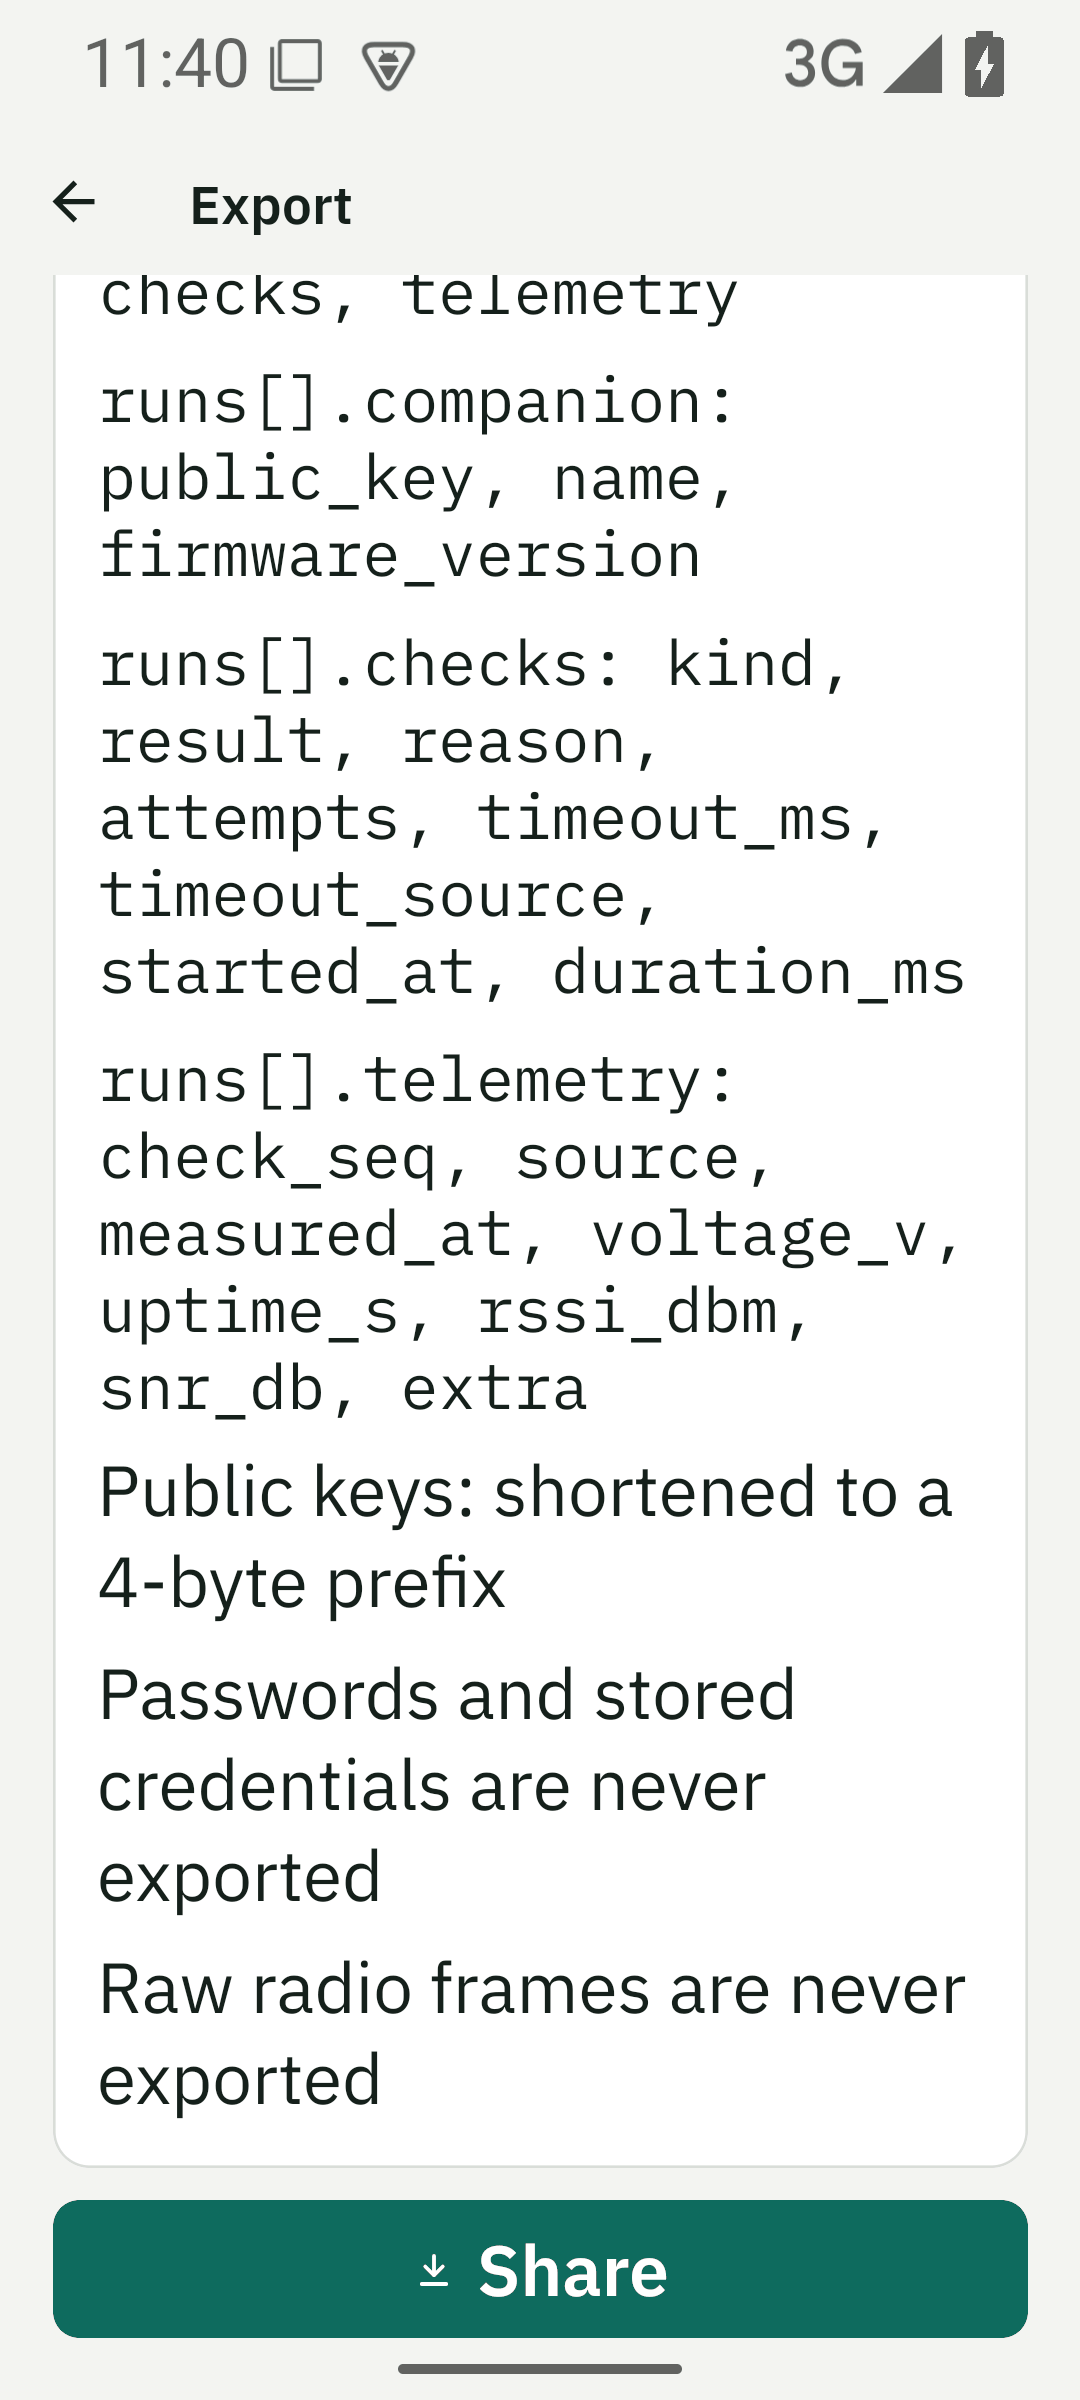 11:40
3G
Export
checks, telemetry
runs[].companion:
public_key, name,
firmware_version
runs[].checks: kind,
result, reason,
attempts, timeout_ms,
timeout_source,
started_at, duration_ms
runs[].telemetry:
check_seq, source,
measured_at, voltage_v,
uptime_s, rssi_dbm,
snr_db, extra
Public keys: shortened to a
4-byte prefix
Passwords and stored
credentials are never
exported
Raw radio frames are never
exported
Share